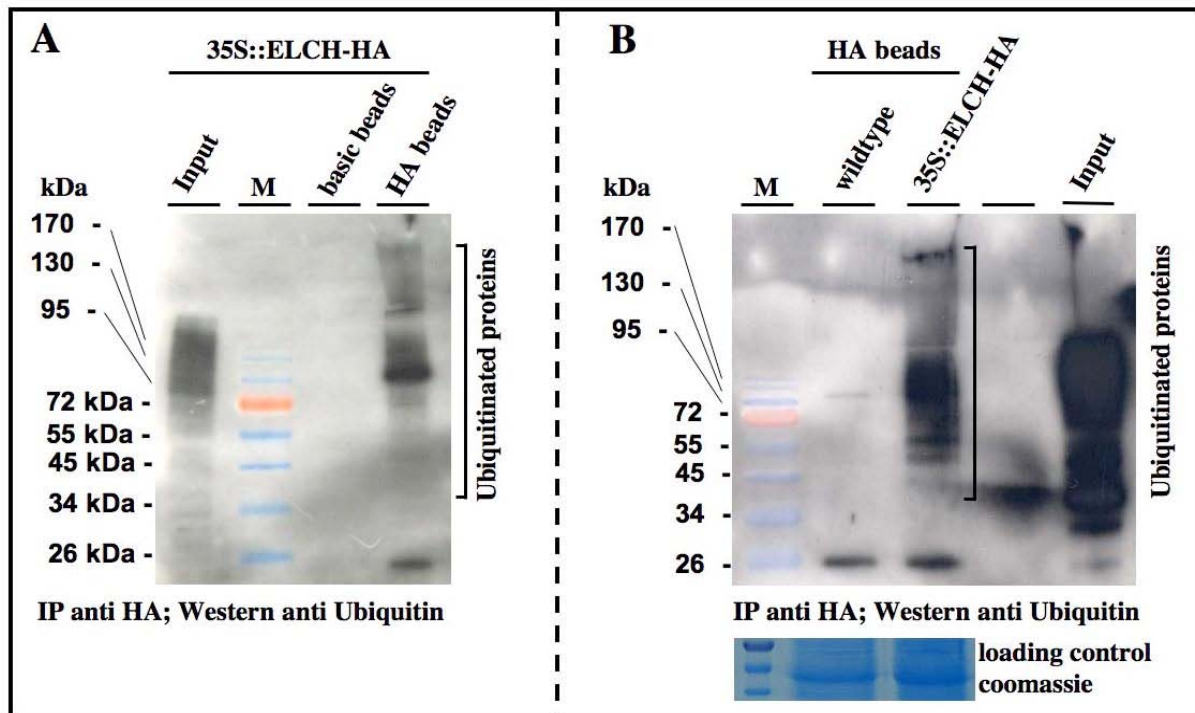 A
35S::ELCH-HA
Input
M
basic beads
HA beads
kDa
170 -
130 -
95 -
72 kDa -
55 kDa -
45 kDa -
34 kDa -
26 kDa -
Ubiquitinated proteins
IP anti HA; Western anti Ubiquitin
B
HA beads
M
wildtype
35S::ELCH-HA
Input
kDa
170 -
130 -
95 -
72 -
55 -
45 -
34 -
26 -
Ubiquitinated proteins
IP anti HA; Western anti Ubiquitin
loading control
coomassie